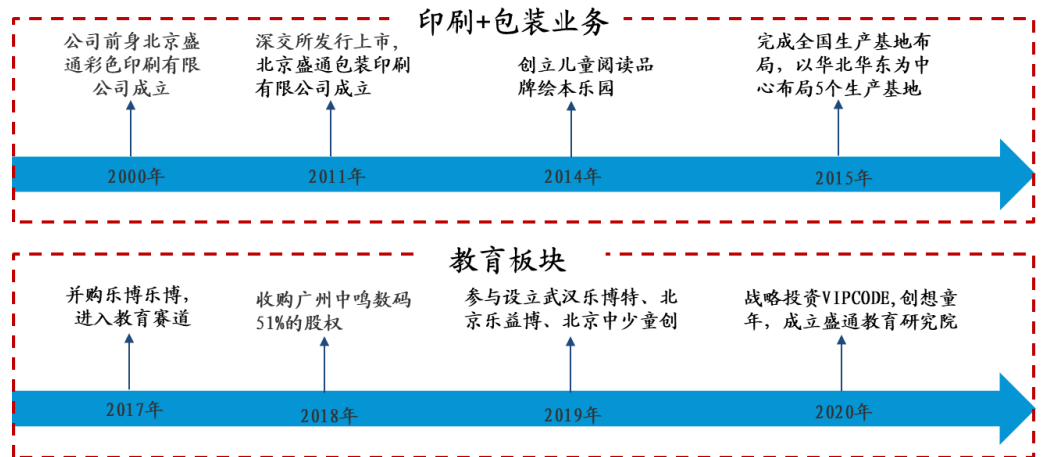 印刷+包装业务
公司前身北京盛
通彩色印刷有限
公司成立
深交所发行上市，
北京盛通包装印刷
有限公司成立
创立儿童阅读品
牌绘本乐园
完成全国生产基地布
局，以华北华东为中
心布局5个生产基地
2000年
2011年
2014年
2015年
教育板块
并购乐博乐博，
进入教育赛道
收购广州中鸣数码
51%的股权
参与设立武汉乐博特、北
京乐益博、北京中少童创
战略投资VIPCODE,创想童
年，成立盛通教育研究院
2017年
2018年
2019年
2020年